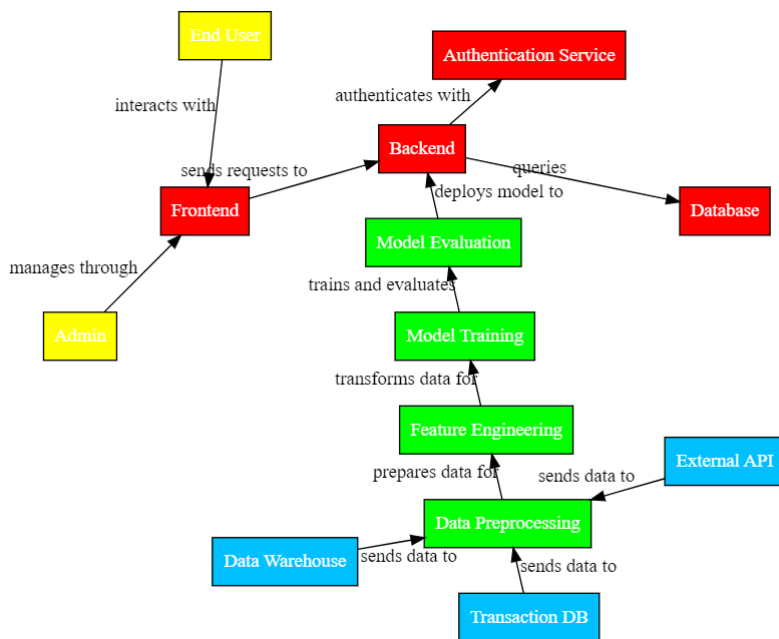 End User
Authentication Service
authenticates with
interacts with
Backend
queries
sends requests to
deploys model to
Frontend
Database
Model Evaluation
manages through
trains and evaluates
Admin
Model Training
transforms data for
Feature Engineering
External API
prepares data for
sends data to
Data Preprocessing
Data Warehouse
sends data to
sends data to
Transaction DB